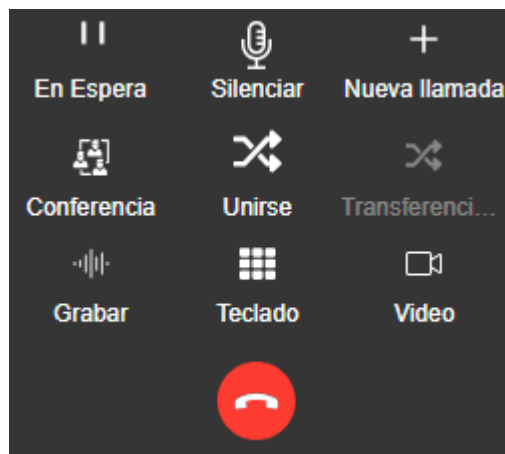 En Espera Silenciar Nueva llamada
Conferencia Unirse Transferenci...
Grabar Teclado Video